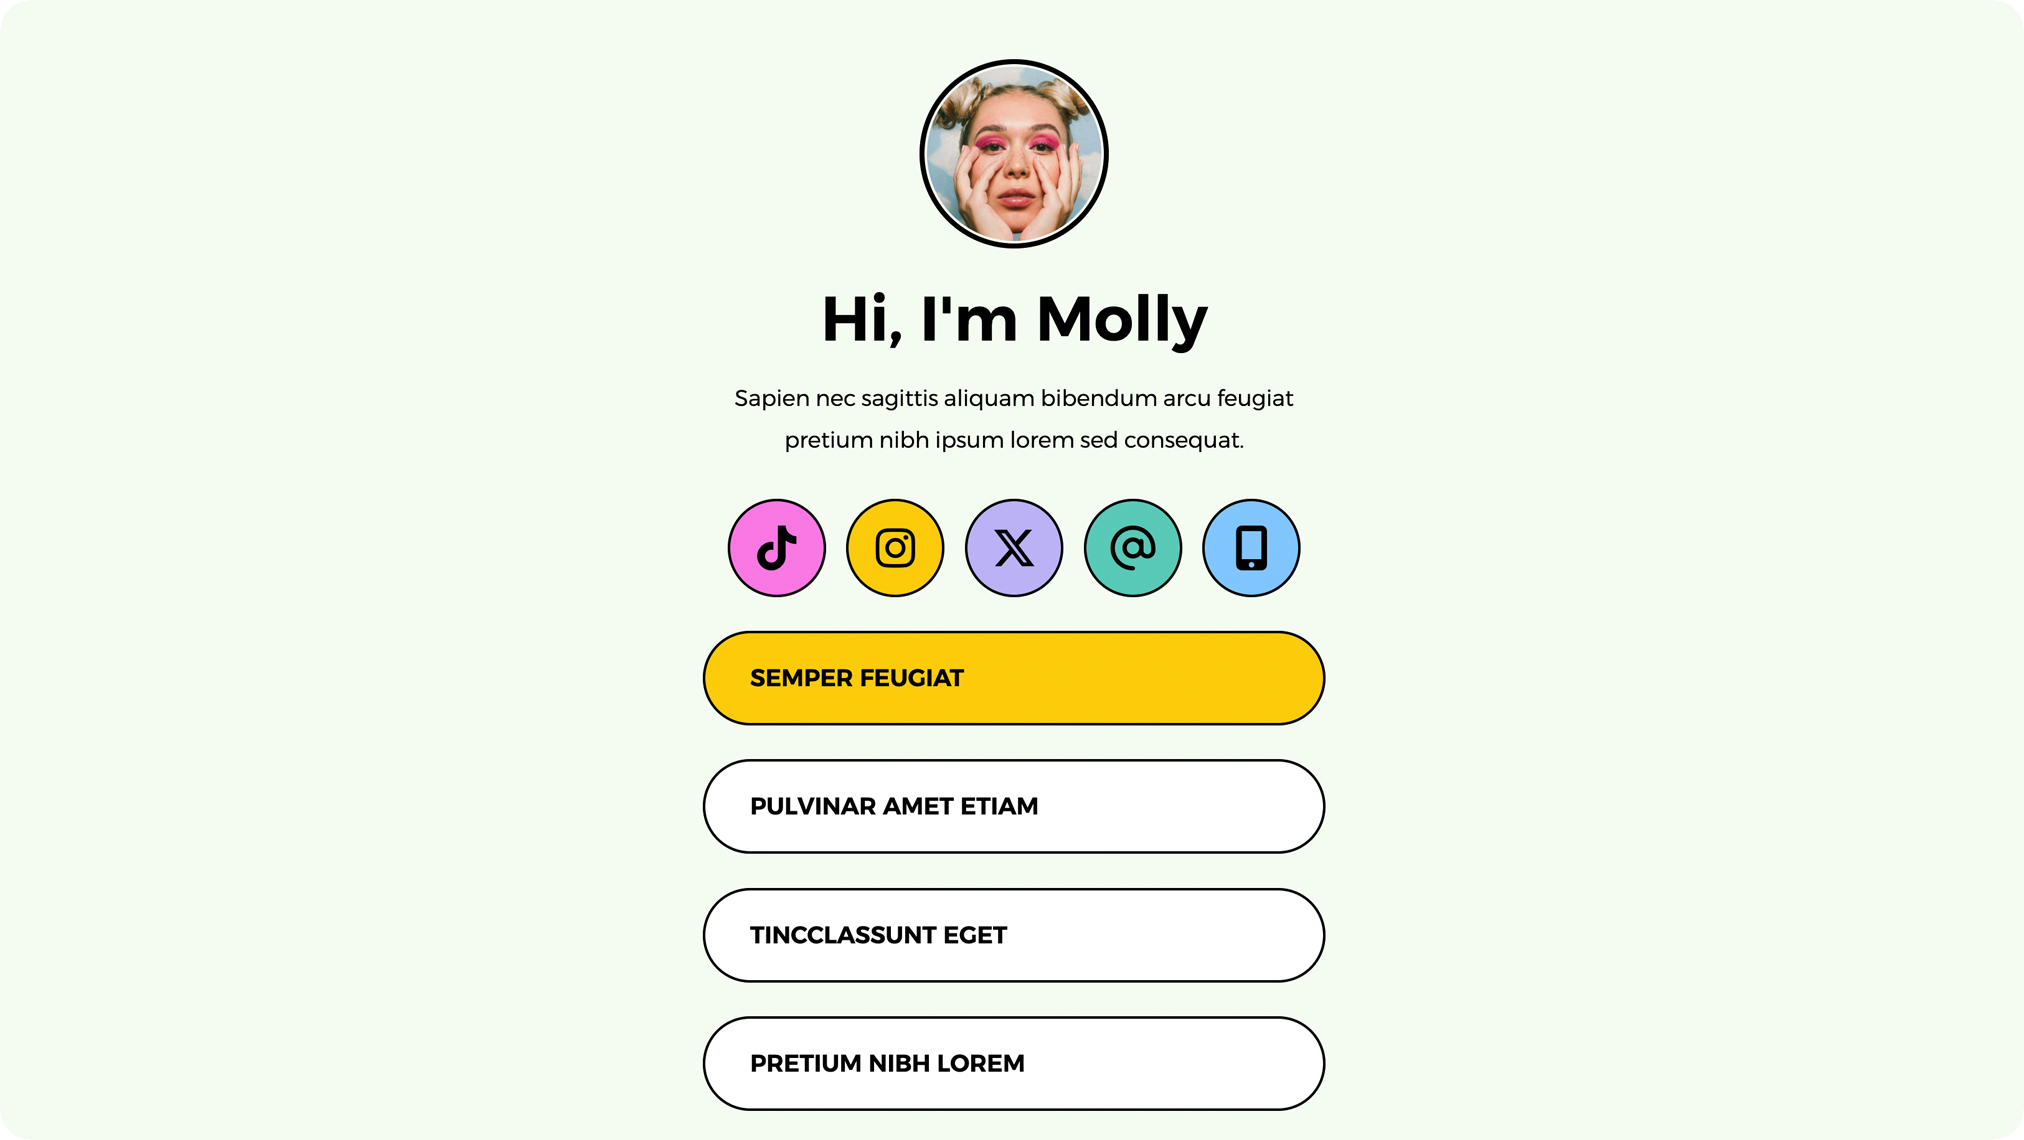 Hi, I'm Molly
Sapien nec sagittis aliquam bibendum arcu feugiat
pretium nibh ipsum lorem sed consequat.
SEMPER FEUGIAT
PULVINAR AMET ETIAM
TINCCLASSUNT EGET
PRETIUM NIBH LOREM